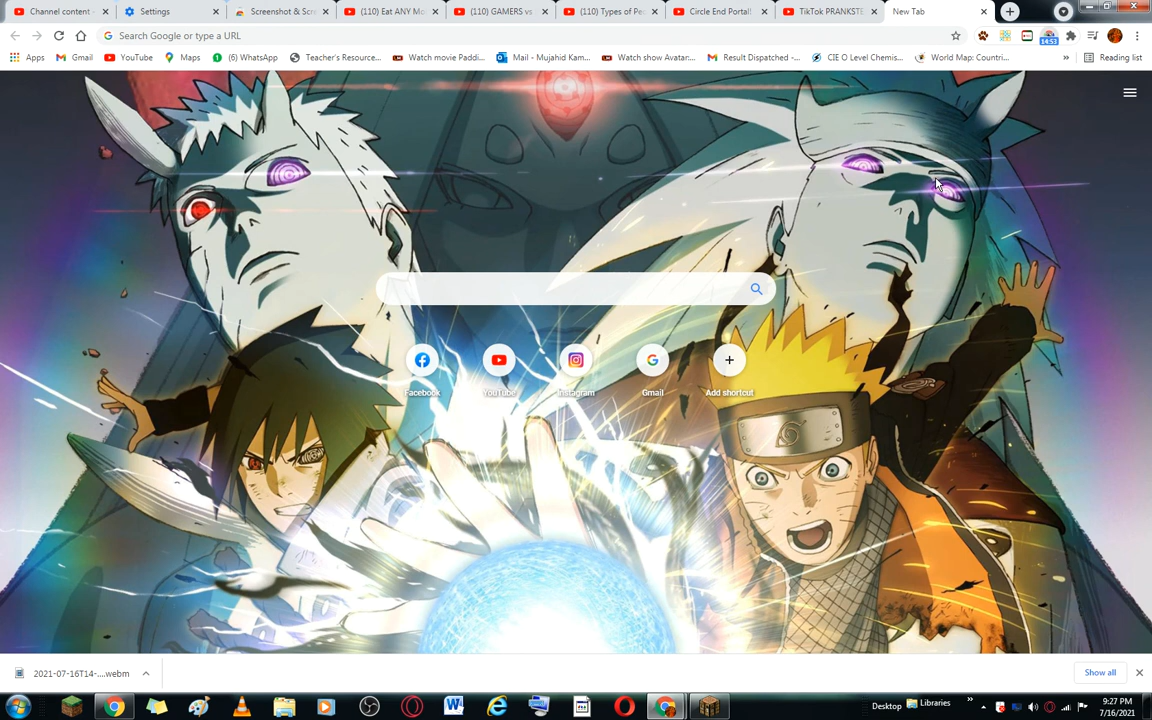 Channel content -
Settings
Screenshot & Scr
(110) Eat ANY Mo
(110) GAMERS vs
(110) Types of Pe
Circle End Portal!
TikTok PRANKSTE
New Tab
Search Google or type a URL
14:53
Apps
Gmail
YouTube
Maps
(6) WhatsApp
Teacher's Resource...
Watch movie Paddi...
Mail - Mujahid Kam...
Watch show Avatar:...
Result Dispatched -...
CIE O Level Chemis...
World Map: Countri...
»
Reading list
Facebook
YouTube
Instagram
Gmail
Add shortcut
2021-07-16T14-....webm
Show all
Desktop
Libraries
»
9:27 PM
7/16/2021